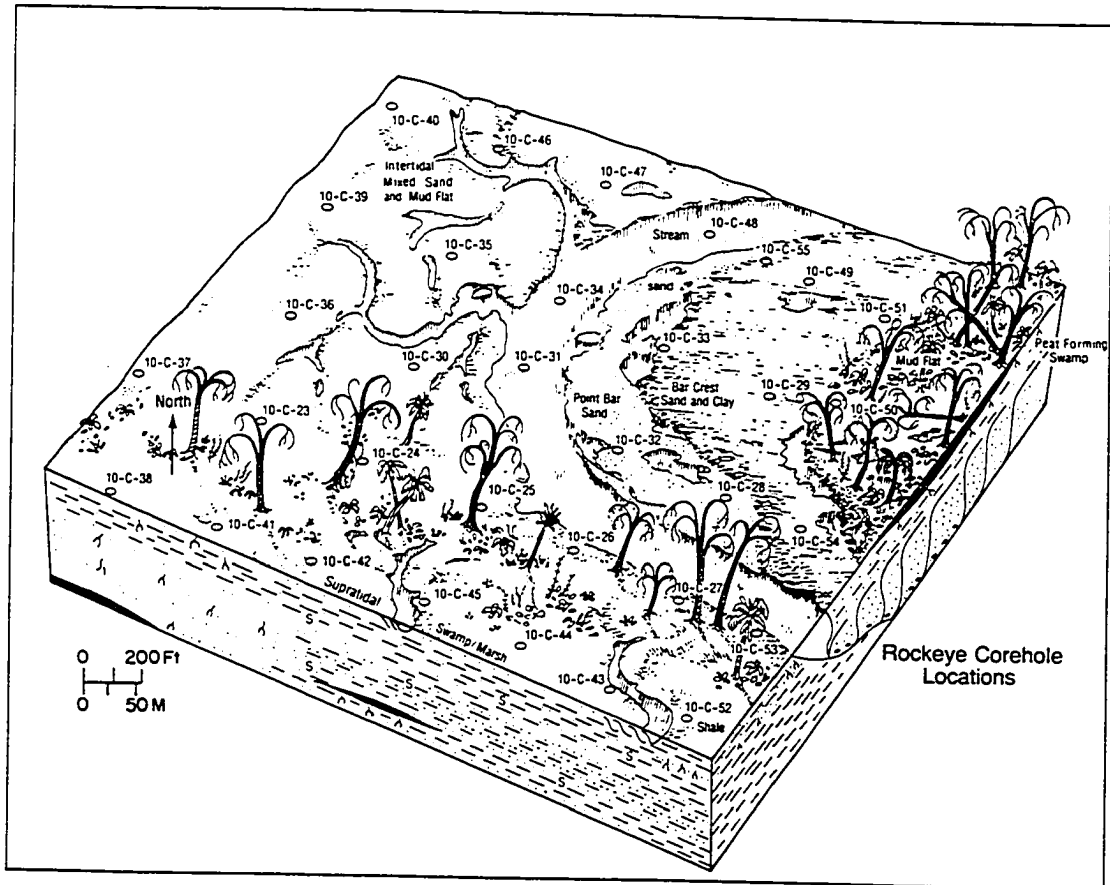 10-C-40
10-C-46
Intertidal
Mixed Sand
and Mud Flat
10-C-47
10-C-39
10-C-48
Stream
10-C-35
10-C-55
10-C-49
sand
10-C-34
10-C-36
10-C-51
10-C-33
Peat Forming
Swamp
10-C-30
10-C-31
Mud Flat
10-C-37
North
10-C-29
Bar Crest
Sand and Clay
Point Bar
Sand
10-C-50
10-C-23
10-C-32
10-C-24
10-C-38
10-C-25
10-C-28
10-C-41
10-C-26
10-C-54
10-C-42
Supratidal
10-C-45
10-C-27
S
Swamp/Marsh
10-C-44
10-C-53
S
S
S
0 200 Ft
0 50 M
10-C-43
S
S
10-C-52
Shale
S
S
S
Rockeye Corehole
Locations